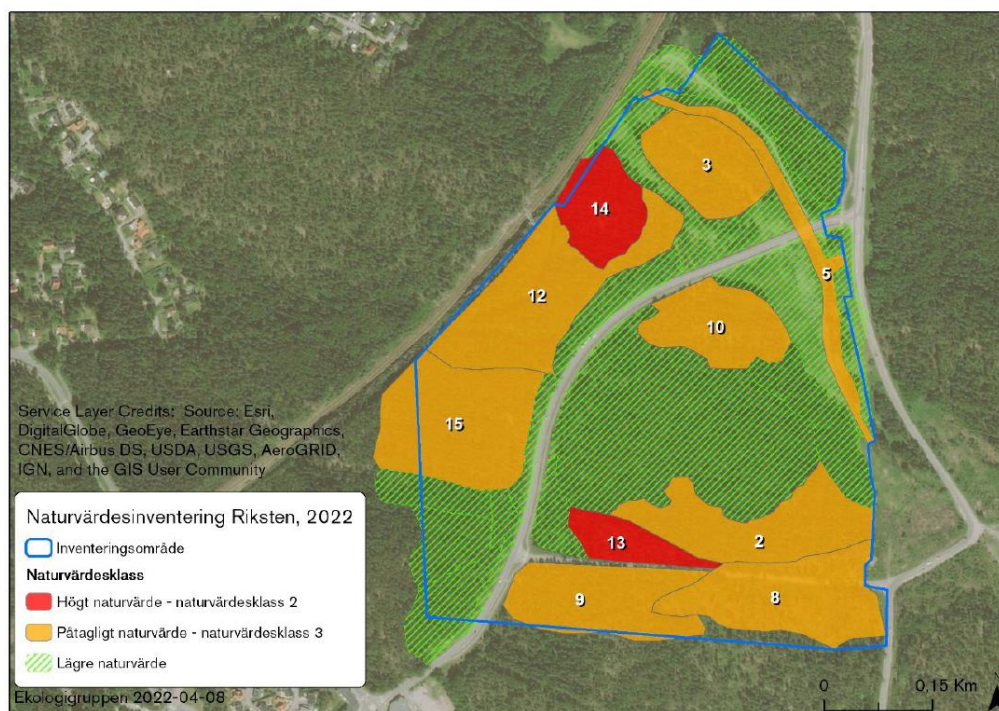 3
14
5
12
10
15
Service Layer Credits: Source: Esri,
DigitalGlobe, GeoEye, Earthstar Geographics,
CNES/Airbus DS, USDA, USGS, AeroGRID,
IGN, and the GIS User Community
13
2
9
8
Naturvärdesinventering Riksten, 2022
Inventeringsområde
Naturvärdesklass
Högt naturvärde - naturvärdesklass 2
Påtagligt naturvärde - naturvärdesklass 3
Lägre naturvärde
Ekologigruppen 2022-04-08
0 0,15 Km